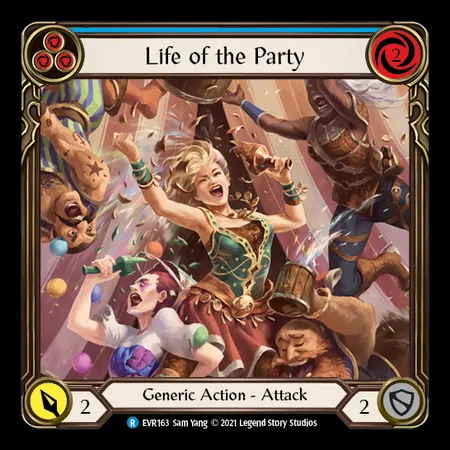 Life of the Party
2
Generic Action - Attack
2
2
R EVR163 Sam Yang © 2021 Legend Story Studios